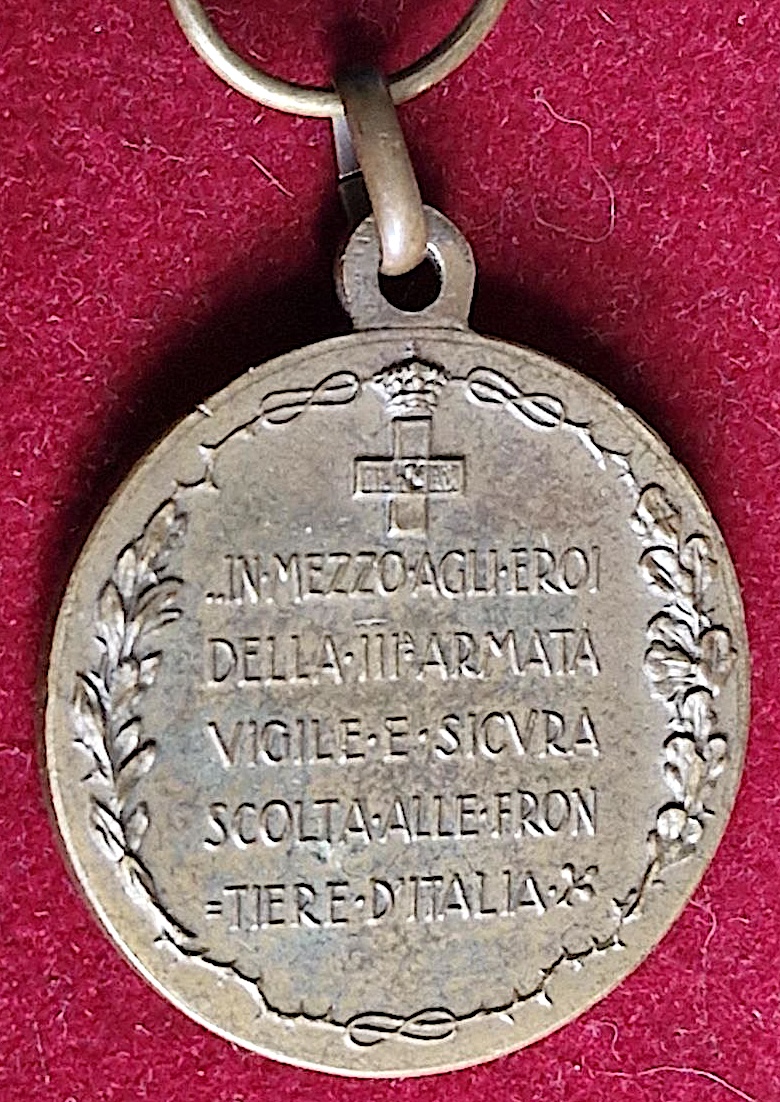 ..IN·MEZZO·AGLI·EROI
DELLA·IIIª ARMATA
VIGILE·E·SICVRA
SCOLTA·ALLE·FRON
=TIERE·D'ITALIA·